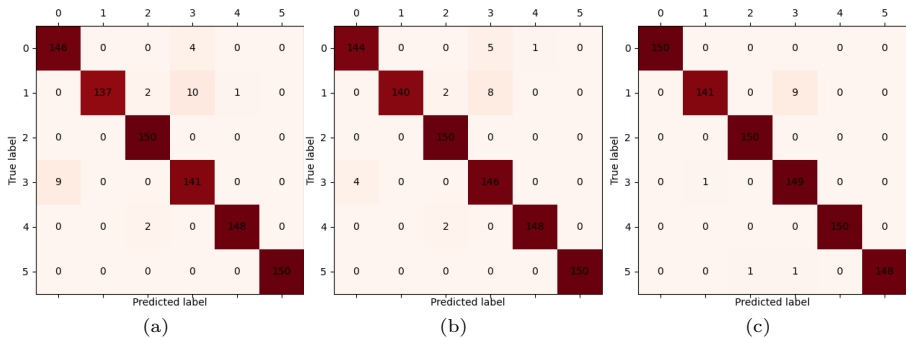 0 1 2 3 4 5 0 1 2 3 4 5 0 1 2 3 4 5
0 146 0 0 4 0 0 0 144 0 0 5 1 0 0 150 0 0 0 0 0
1 0 137 2 10 1 0 1 0 140 2 8 0 0 1 0 141 0 9 0 0
2 0 0 150 0 0 0 2 0 0 150 0 0 0 2 0 0 150 0 0 0
3 9 0 0 141 0 0 3 4 0 0 146 0 0 3 0 1 0 149 0 0
4 0 0 2 148 0 4 0 0 2 0 148 0 4 0 0 0 0 150 0
5 0 0 0 0 0 150 5 0 0 0 0 0 150 5 0 0 1 1 0 148
True label True label True label
Predicted label Predicted label Predicted label
(a) (b) (c)